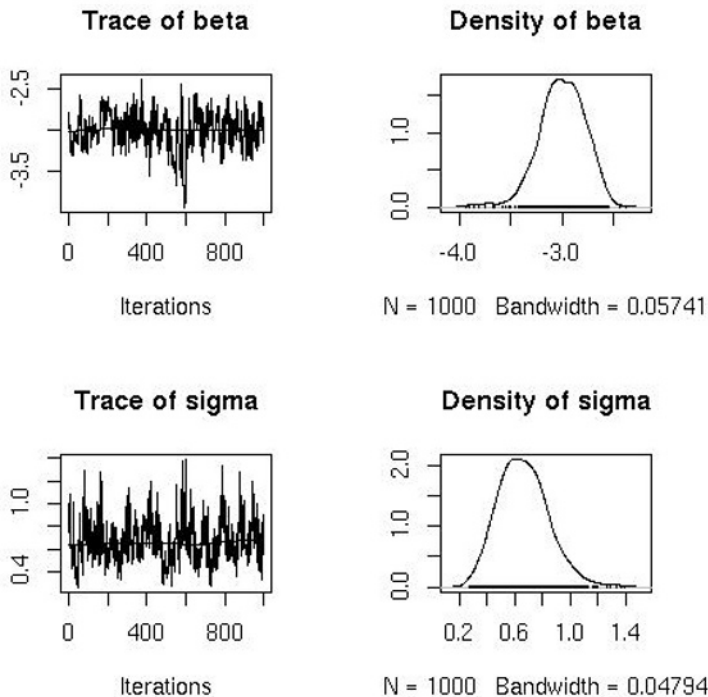 Trace of beta
-2.5
-3.5
0 400 800
Iterations
Density of beta
1.0
0.0
-4.0 -3.0
N = 1000 Bandwidth = 0.05741
Trace of sigma
1.0
0.4
0 400 800
Iterations
Density of sigma
2.0
1.0
0.0
0.2 0.6 1.0 1.4
N = 1000 Bandwidth = 0.04794